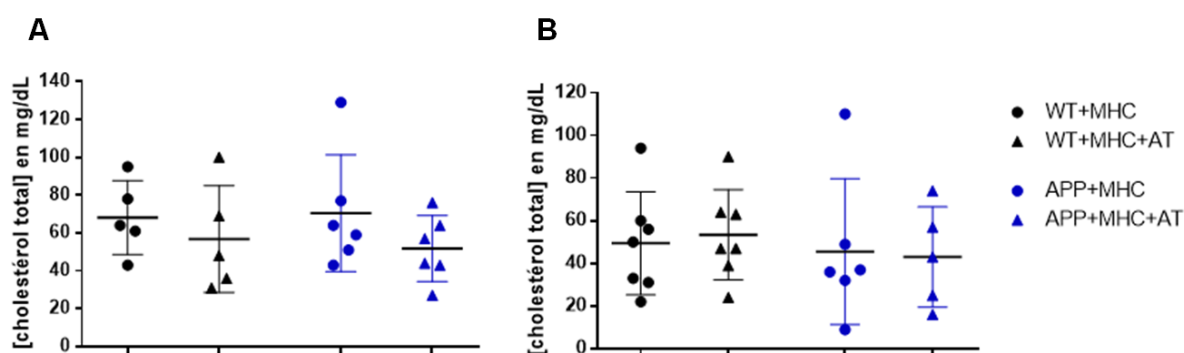 A
B
[cholestérol total] en mg/dL
140
120
100
80
60
40
20
0
[cholestérol total] en mg/dL
120
100
80
60
40
20
0
WT+MHC
WT+MHC+AT
APP+MHC
APP+MHC+AT